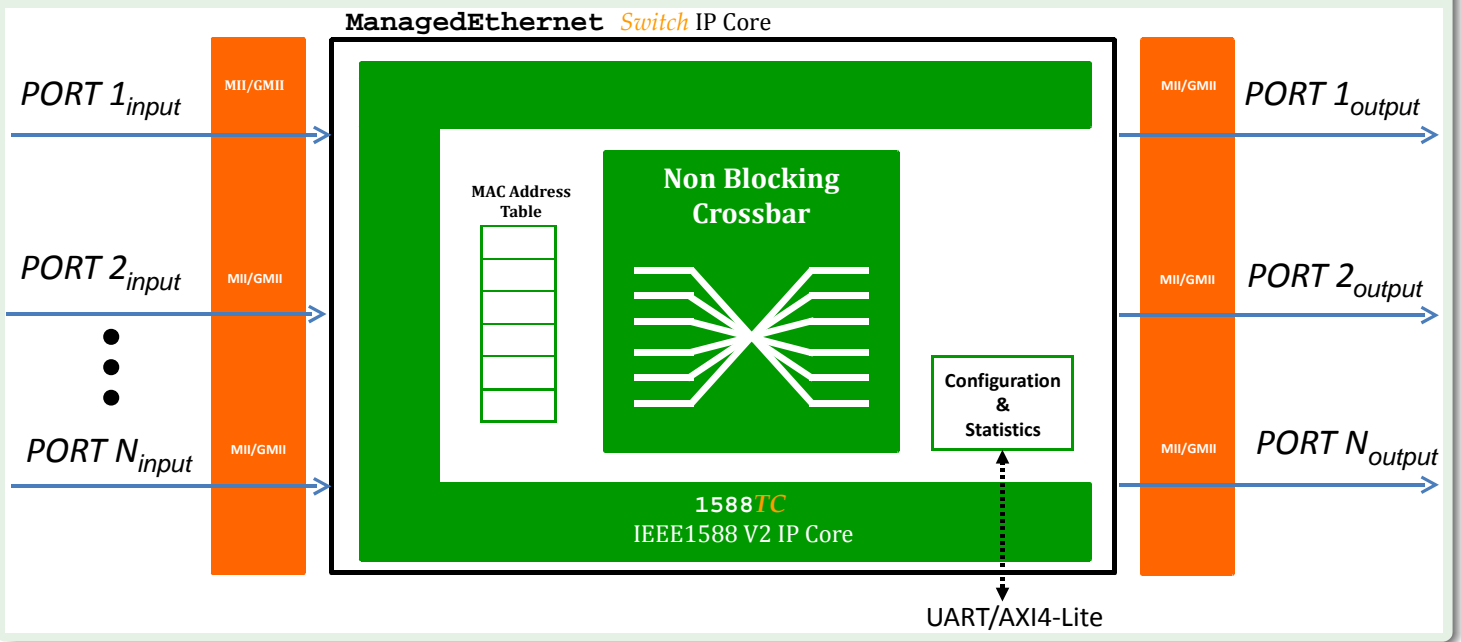 ManagedEthernet Switch IP Core
PORT 1input
MII/GMII
MII/GMII
PORT 1output
MAC Address
Table
Non Blocking
Crossbar
PORT 2input
MII/GMII
MII/GMII
PORT 2output
Configuration
&
Statistics
PORT Ninput
MII/GMII
MII/GMII
PORT Noutput
1588TC
IEEE1588 V2 IP Core
UART/AXI4-Lite